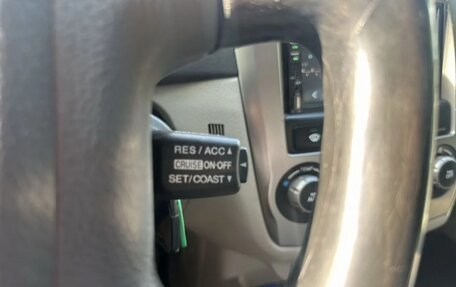 RES/ACC ▲
CRUISE ON·OFF ◄
SET/COAST ▼